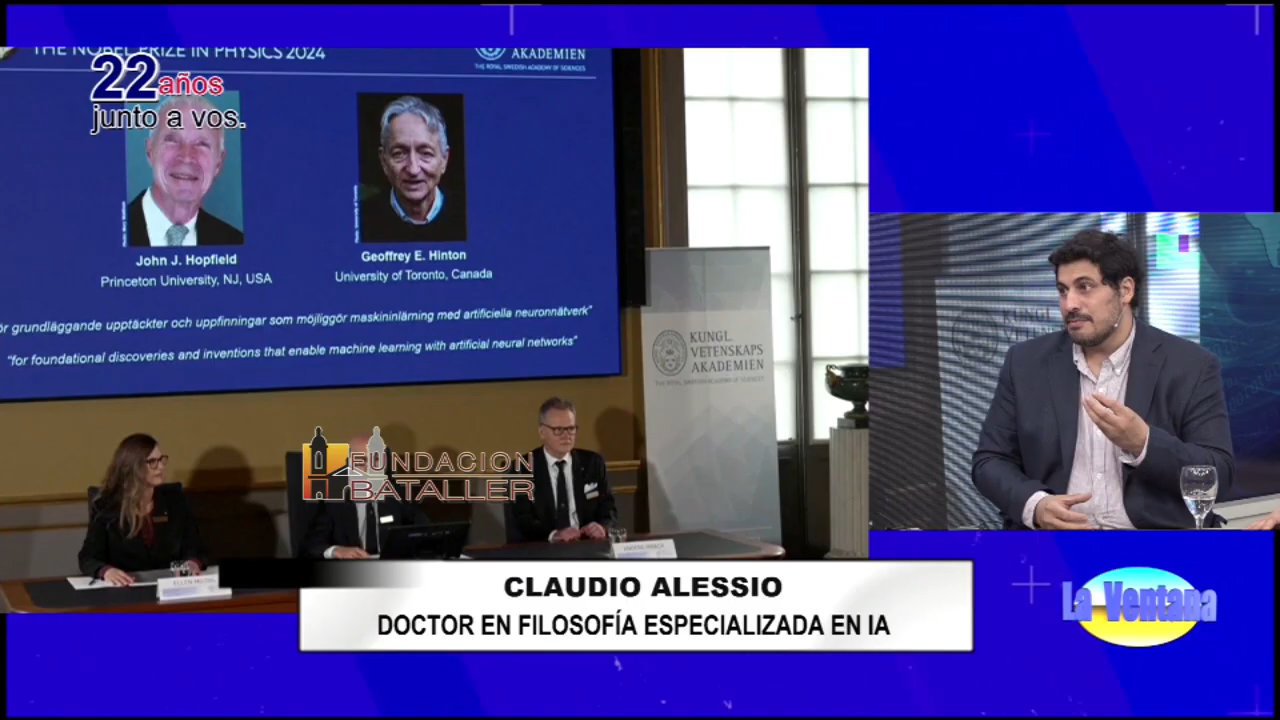 THE NOBEL PRIZE IN PHYSICS 2024
AKADEMIEN
THE ROYAL SWEDISH ACADEMY OF SCIENCES
22 años
junto a vos.
John J. Hopfield
Princeton University, NJ, USA
Geoffrey E. Hinton
University of Toronto, Canada
grundläggande upptäckter och uppfinningar som möjliggör maskininlärning med artificiella neuronnätverk"
"for foundational discoveries and inventions that enable machine learning with artificial neural networks"
KUNGL.
VETENSKAPS
AKADEMIEN
THE ROYAL SWEDISH ACADEMY OF SCIENCES
FUNDACION
BATALLER
CLAUDIO ALESSIO
DOCTOR EN FILOSOFÍA ESPECIALIZADA EN IA
La Ventana